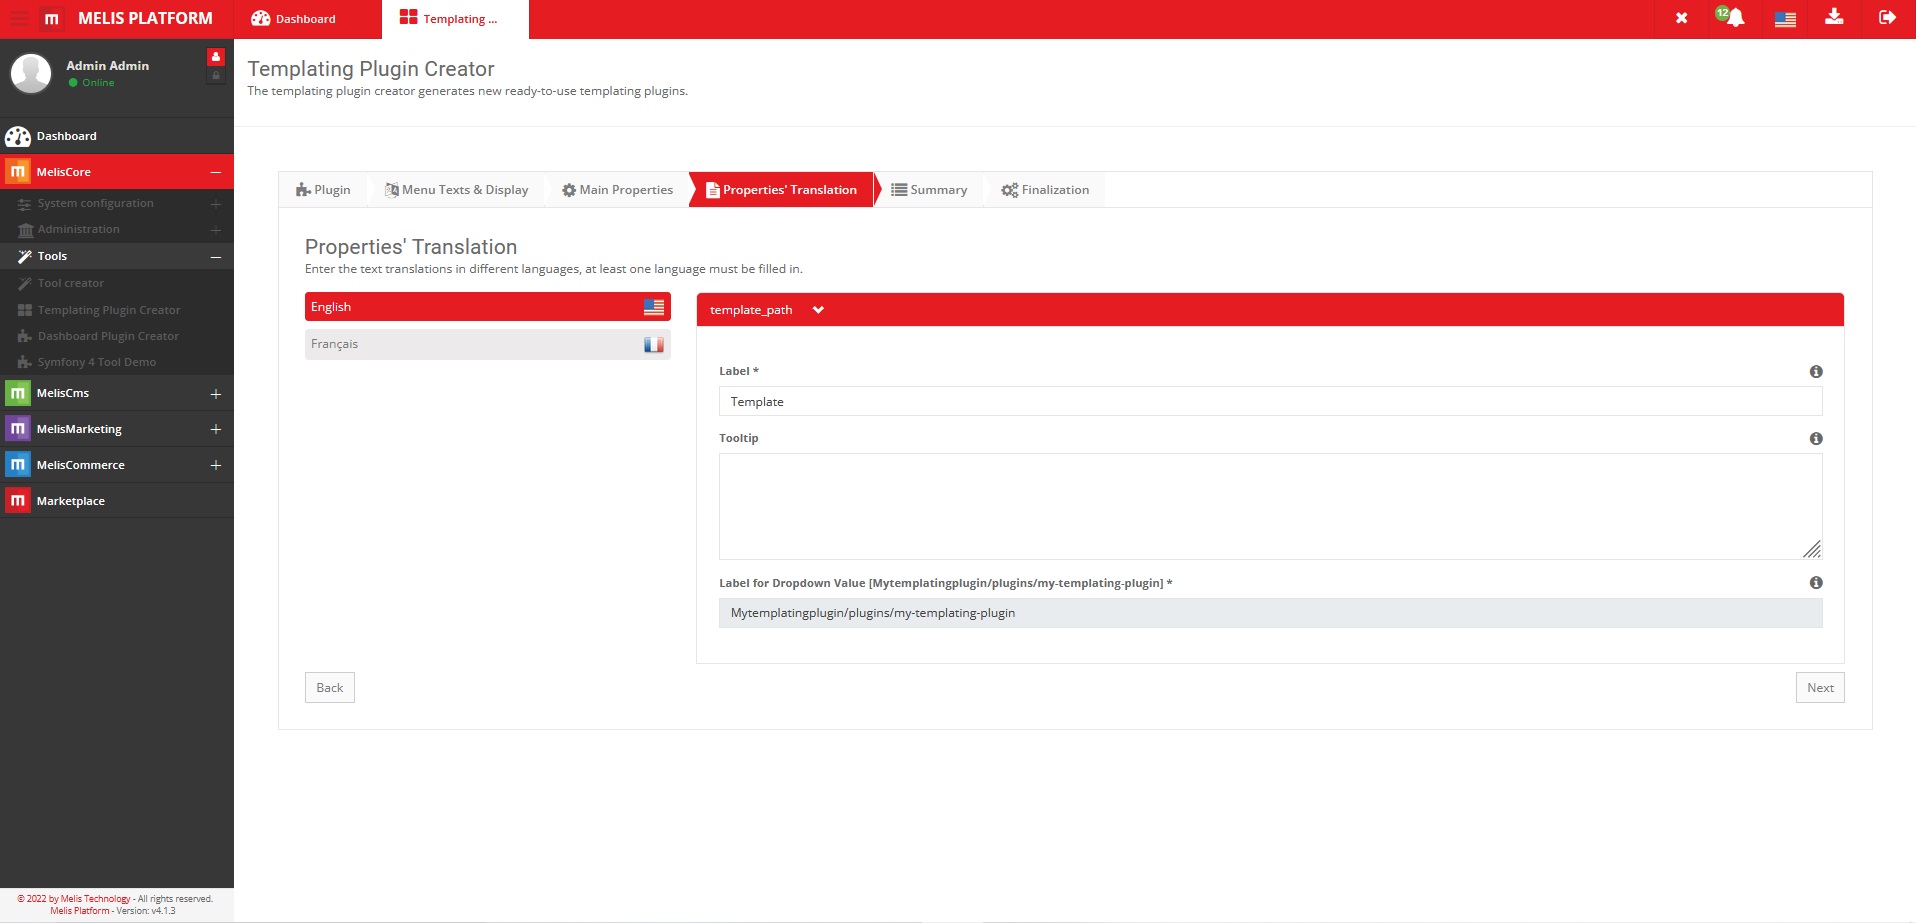 MELIS PLATFORM
Dashboard
Templating ...
12
Admin Admin
Online
Dashboard
MelisCore
System configuration
Administration
Tools
Tool creator
Templating Plugin Creator
Dashboard Plugin Creator
Symfony 4 Tool Demo
MelisCms
MelisMarketing
MelisCommerce
Marketplace
© 2022 by Melis Technology - All rights reserved.
Melis Platform - Version: v4.1.3
Templating Plugin Creator
The templating plugin creator generates new ready-to-use templating plugins.
Plugin
Menu Texts & Display
Main Properties
Properties' Translation
Summary
Finalization
Properties' Translation
Enter the text translations in different languages, at least one language must be filled in.
English
Français
template_path
Label *
Template
Tooltip
Label for Dropdown Value [Mytemplatingplugin/plugins/my-templating-plugin] *
Mytemplatingplugin/plugins/my-templating-plugin
Back
Next